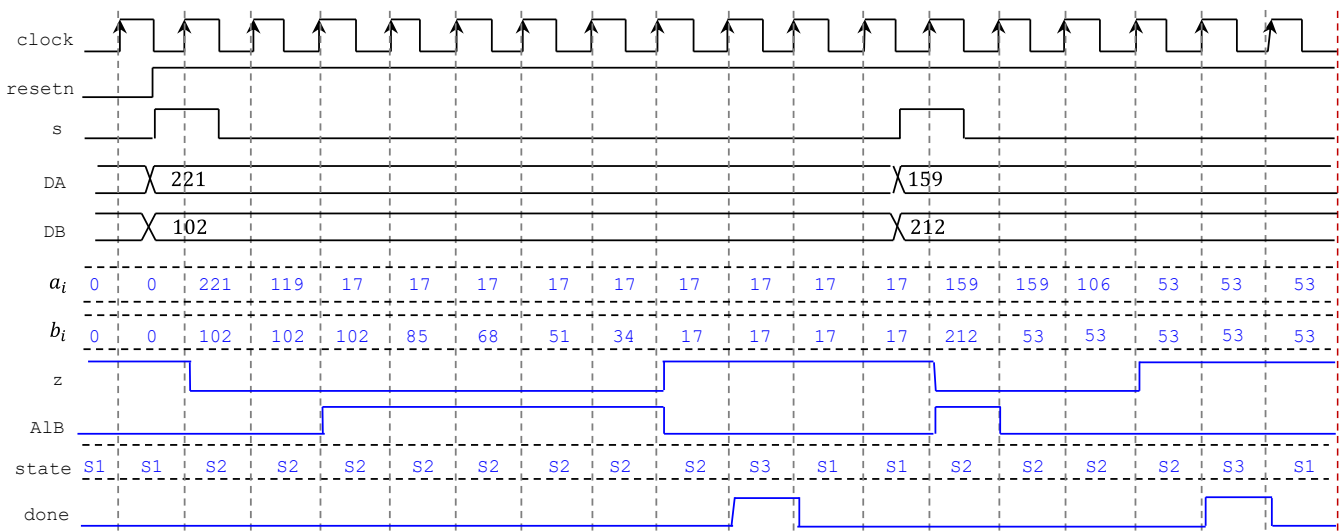 clock
resetn
s
DA 221 159
DB 102 212
aᵢ 0 0 221 119 17 17 17 17 17 17 17 17 17 159 159 106 53 53 53
bᵢ 0 0 102 102 102 85 68 51 34 17 17 17 17 212 53 53 53 53 53
z
AlB
state S1 S1 S2 S2 S2 S2 S2 S2 S2 S2 S3 S1 S1 S2 S2 S2 S2 S3 S1
done